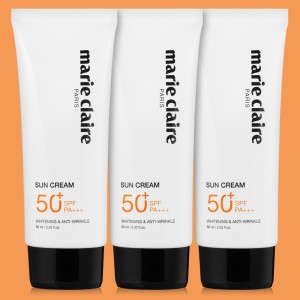 marie claire
PARIS
SUN CREAM
50+ SPF PA+++
WHITENING & ANTI-WRINKLE
marie claire
PARIS
SUN CREAM
50+ SPF PA+++
WHITENING & ANTI-WRINKLE
marie claire
PARIS
SUN CREAM
50+ SPF PA+++
WHITENING & ANTI-WRINKLE